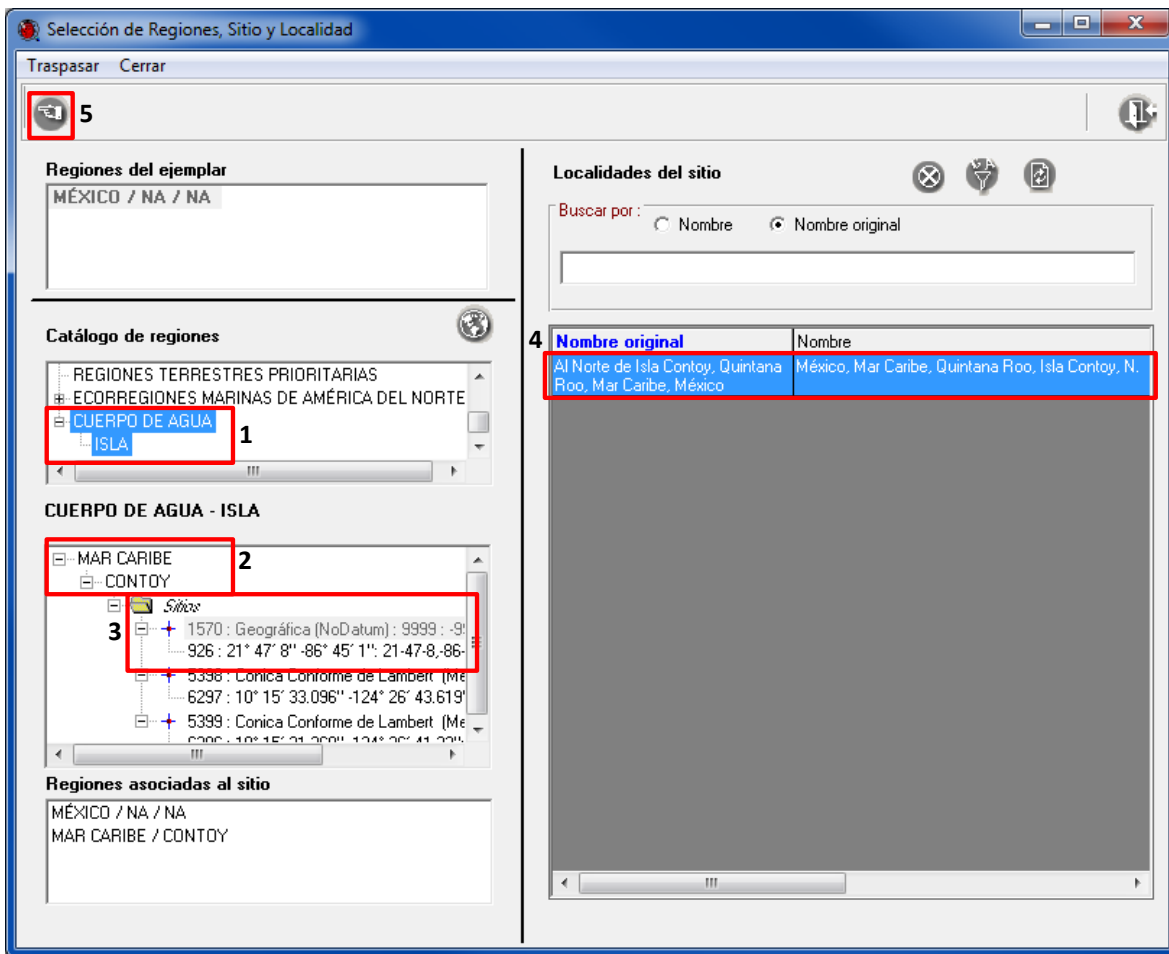 Selección de Regiones, Sitio y Localidad
Traspasar Cerrar
5
Regiones del ejemplar
MÉXICO / NA / NA
Catálogo de regiones
REGIONES TERRESTRES PRIORITARIAS
ECORREGIONES MARINAS DE AMÉRICA DEL NORTE
CUERPO DE AGUA
ISLA
1
CUERPO DE AGUA - ISLA
MAR CARIBE
2
CONTOY
Sitios
3
1570 : Geográfica (NoDatum) : 9999 : -9
926 : 21° 47´ 8'' -86° 45´ 1'': 21-47-8,-86-
5398 : Conica Conforme de Lambert (Me
6297 : 10° 15´ 33.096'' -124° 26´ 43.619'
5399 : Conica Conforme de Lambert (Me
Regiones asociadas al sitio
MÉXICO / NA / NA
MAR CARIBE / CONTOY
Localidades del sitio
Buscar por :
Nombre Nombre original
4
Nombre original Nombre
Al Norte de Isla Contoy, Quintana México, Mar Caribe, Quintana Roo, Isla Contoy, N.
Roo, Mar Caribe, México